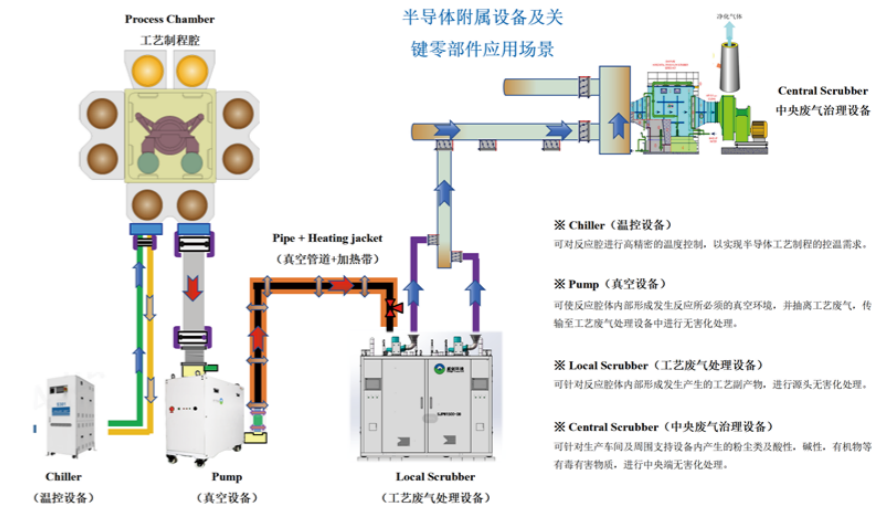 Process Chamber
工艺制程腔
半导体附属设备及关
键零部件应用场景
净化气体
Central Scrubber
中央废气治理设备
Pipe + Heating jacket
（真空管道+加热带）
※ Chiller（温控设备）
可对反应腔进行高精密的温度控制，以实现半导体工艺制程的控温需求。
※ Pump（真空设备）
可使反应腔体内部形成发生反应所必须的真空环境，并抽离工艺废气，传
输至工艺废气处理设备中进行无害化处理。
※ Local Scrubber（工艺废气处理设备）
可针对反应腔体内部形成发生产生的工艺副产物，进行源头无害化处理。
※ Central Scrubber（中央废气治理设备）
可针对生产车间及周围支持设备内产生的粉尘类及酸性，碱性，有机物等
有毒有害物质，进行中央端无害化处理。
Chiller
（温控设备）
Pump
（真空设备）
Local Scrubber
（工艺废气处理设备）